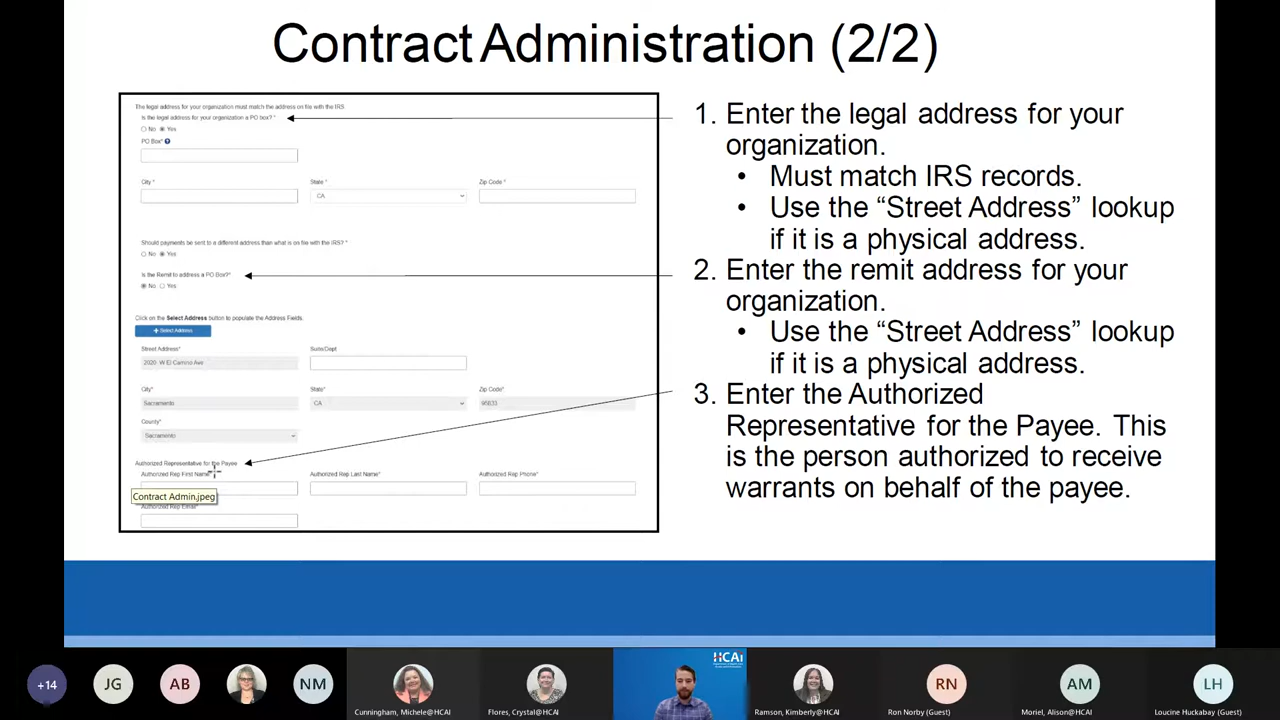 Contract Administration (2/2)
The legal address for your organization must match the address on file with the IRS.
Is the legal address for your organization a PO box? *
No Yes
PO Box*
City * State * Zip Code *
CA
Should payments be sent to a different address than what is on file with the IRS? *
No Yes
Is the Remit to address a PO Box?*
No Yes
Click on the Select Address button to populate the Address Fields.
+ Select Address
Street Address* Suite/Dept
2020 W El Camino Ave
City* State* Zip Code*
Sacramento CA 95833
County*
Sacramento
Authorized Representative for the Payee
Authorized Rep First Name* Authorized Rep Last Name* Authorized Rep Phone*
Contract Admin.jpeg
Authorized Rep Email*
1. Enter the legal address for your
organization.
• Must match IRS records.
• Use the “Street Address” lookup
if it is a physical address.
2. Enter the remit address for your
organization.
• Use the “Street Address” lookup
if it is a physical address.
3. Enter the Authorized
Representative for the Payee. This
is the person authorized to receive
warrants on behalf of the payee.
+14
JG
AB
NM
HCAi
RN
AM
LH
Cunningham, Michele@HCAI
Flores, Crystal@HCAI
Ramson, Kimberly@HCAI
Ron Norby (Guest)
Moriel, Alison@HCAI
Loucine Huckabay (Guest)